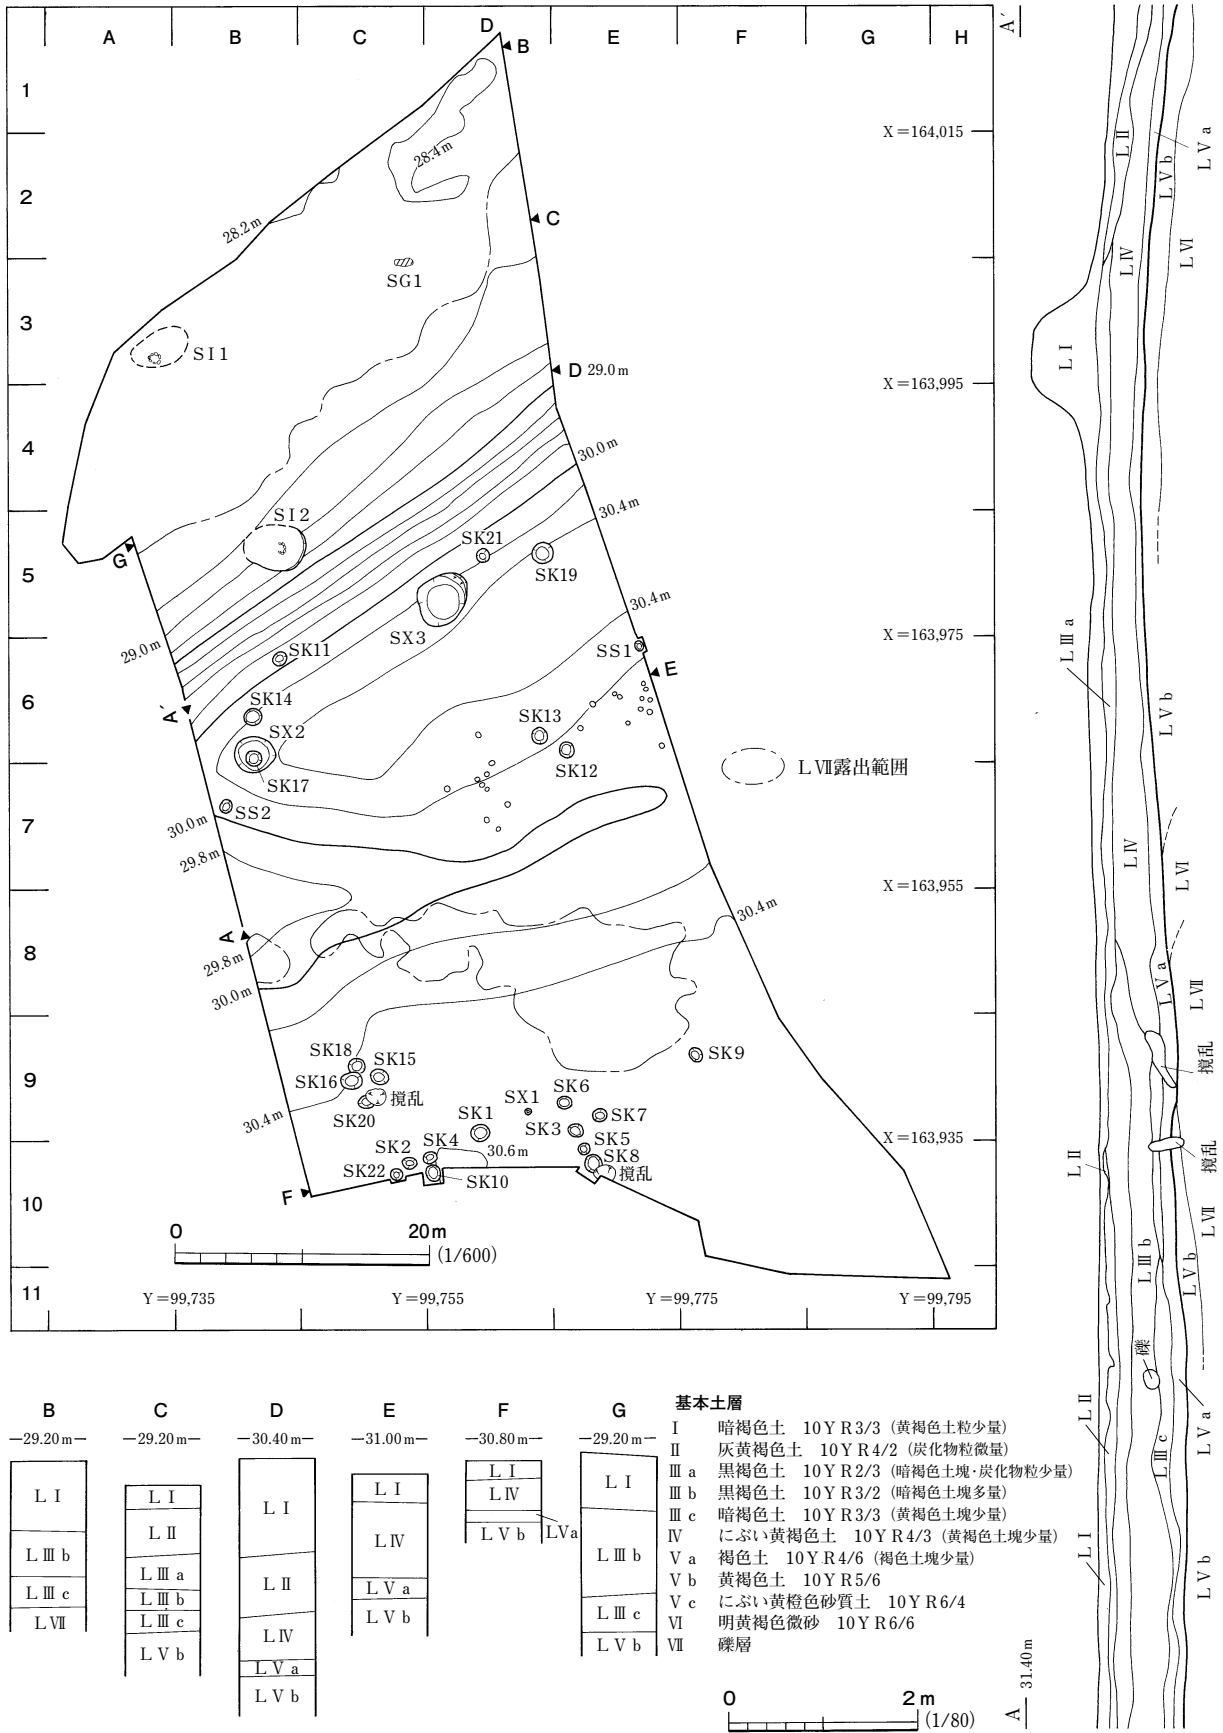 A B C D E F G H
B
1
X＝164,015
28.4m
2
C
28.2m
SG1
3
SI1
D 29.0m
X＝163,995
4
30.0m
30.4m
SI2
SK21
G
SK19
5
30.4m
SX3
29.0m
X＝163,975
SK11
SS1
E
6
SK14
A′
SX2
SK13
SK12
LⅦ露出範囲
SK17
SS2
7
30.0m
29.8m
X＝163,955
30.4m
A
8
29.8m
30.0m
SK18
SK15
SK9
SK16
9
撹乱
SK6
SX1
SK20
SK1
SK7
30.4m
SK3
X＝163,935
SK2
SK4
SK5
30.6m
SK8
SK22
撹乱
SK10
F
10
0 20m
(1/600)
11
Y＝99,735 Y＝99,755 Y＝99,775 Y＝99,795
A′
LⅡ
LⅤa
LⅤb
LⅣ
LⅥ
LⅠ
LⅢa
LⅤb
LⅣ
LⅥ
LⅤa
LⅦ
撹乱
LⅡ
撹乱
LⅦ
LⅢb
LⅤb
礫
LⅡ
LⅤa
LⅢc
LⅠ
LⅤb
A 31.40m
B
29.20m
LⅠ
LⅢb
LⅢc
LⅦ
C
29.20m
LⅠ
LⅡ
LⅢa
LⅢb
LⅢc
LⅤb
D
30.40m
LⅠ
LⅡ
LⅣ
LⅤa
LⅤb
E
31.00m
LⅠ
LⅣ
LⅤa
LⅤb
F
30.80m
LⅠ
LⅣ
LⅤa
LⅤb
G
29.20m
LⅠ
LⅢb
LⅢc
LⅤb
基本土層
Ⅰ 暗褐色土 10YR3/3 (黄褐色土粒少量)
Ⅱ 灰黄褐色土 10YR4/2 (炭化物粒微量)
Ⅲa 黒褐色土 10YR2/3 (暗褐色土塊・炭化物粒少量)
Ⅲb 黒褐色土 10YR3/2 (暗褐色土塊多量)
Ⅲc 暗褐色土 10YR3/3 (黄褐色土塊少量)
Ⅳ にぶい黄褐色土 10YR4/3 (黄褐色土塊少量)
Ⅴa 褐色土 10YR4/6 (褐色土塊少量)
Ⅴb 黄褐色土 10YR5/6
Ⅴc にぶい黄橙色砂質土 10YR6/4
Ⅵ 明黄褐色微砂 10YR6/6
Ⅶ 礫層
0 2m
(1/80)